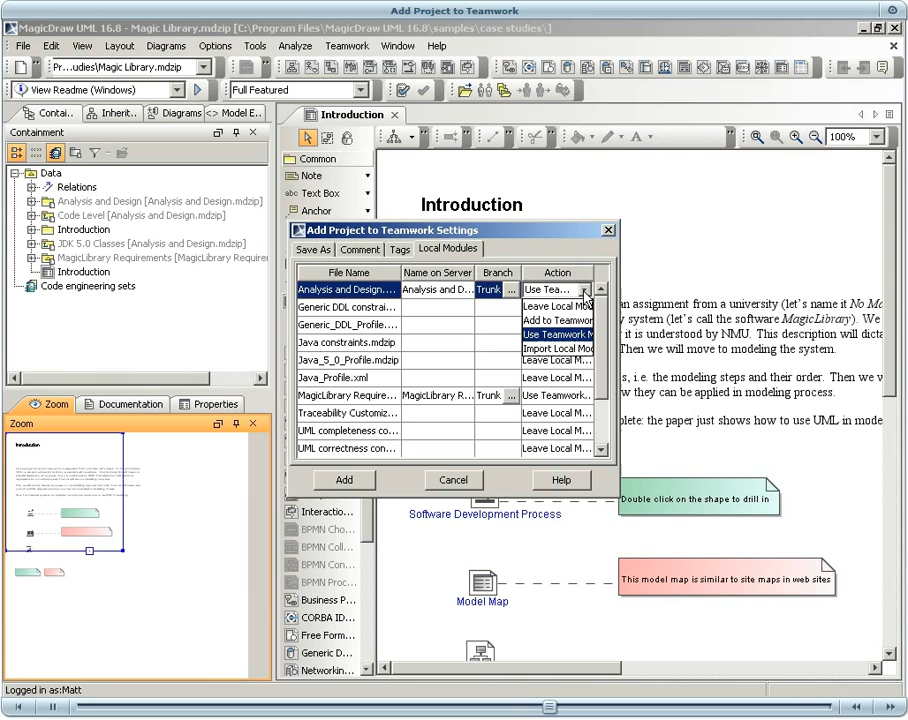 Add Project to Teamwork
MagicDraw UML 16.8 - Magic Library.mdzip [C:\Program Files\MagicDraw UML 16.8\samples\case studies\]
File Edit View Layout Diagrams Options Tools Analyze Teamwork Window Help
Pr...udies\Magic Library.mdzip
View Readme (Windows) Full Featured
Contai... Inherit... Diagrams Model E...
Introduction
Containment
100%
Data
Relations
Analysis and Design [Analysis and Design.mdzip]
Code Level [Analysis and Design.mdzip]
Introduction
JDK 5.0 Classes [Analysis and Design.mdzip]
MagicLibrary Requirements [MagicLibrary Require
Introduction
Code engineering sets
Common
Note
Text Box
Anchor
Introduction
Add Project to Teamwork Settings
Save As Comment Tags Local Modules
File Name Name on Server Branch Action
Analysis and Design.... Analysis and D... Trunk ... Use Tea...
Generic DDL constrai...
Generic_DDL_Profile....
Java constraints.mdzip
Java_5_0_Profile.mdzip Leave Local M...
Java_Profile.xml Leave Local M...
MagicLibrary Require... MagicLibrary R... Trunk ... Use Teamwork...
Traceability Customiz... Leave Local M...
UML completeness co... Leave Local M...
UML correctness con... Leave Local M...
Leave Local Mod
Add to Teamwor
Use Teamwork M
Import Local Mod
Add Cancel Help
an assignment from a university (let's name it No Ma
y system (let's call the software MagicLibrary). We
it is understood by NMU. This description will dicta
Then we will move to modeling the system.
s, i.e. the modeling steps and their order. Then we v
w they can be applied in modeling process.
plete: the paper just shows how to use UML in mode
Zoom Documentation Properties
Zoom
Introduction
Interactio...
BPMN Cho...
BPMN Coll...
BPMN Con...
BPMN Proc...
Business P...
CORBA ID...
Free Form...
Generic D...
Networkin...
Software Development Process
Double click on the shape to drill in
Model Map
This model map is similar to site maps in web sites
Logged in as:Matt